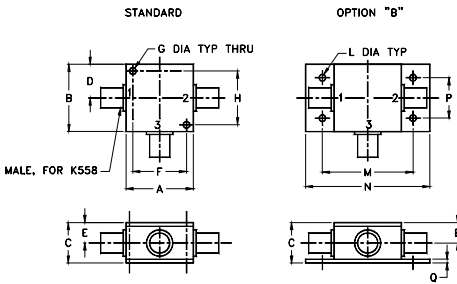 STANDARD
OPTION "B"
G DIA TYP THRU
L DIA TYP
D
B
1
2
3
H
MALE, FOR K558
F
A
1
2
3
P
M
N
C
E
C
E
Q